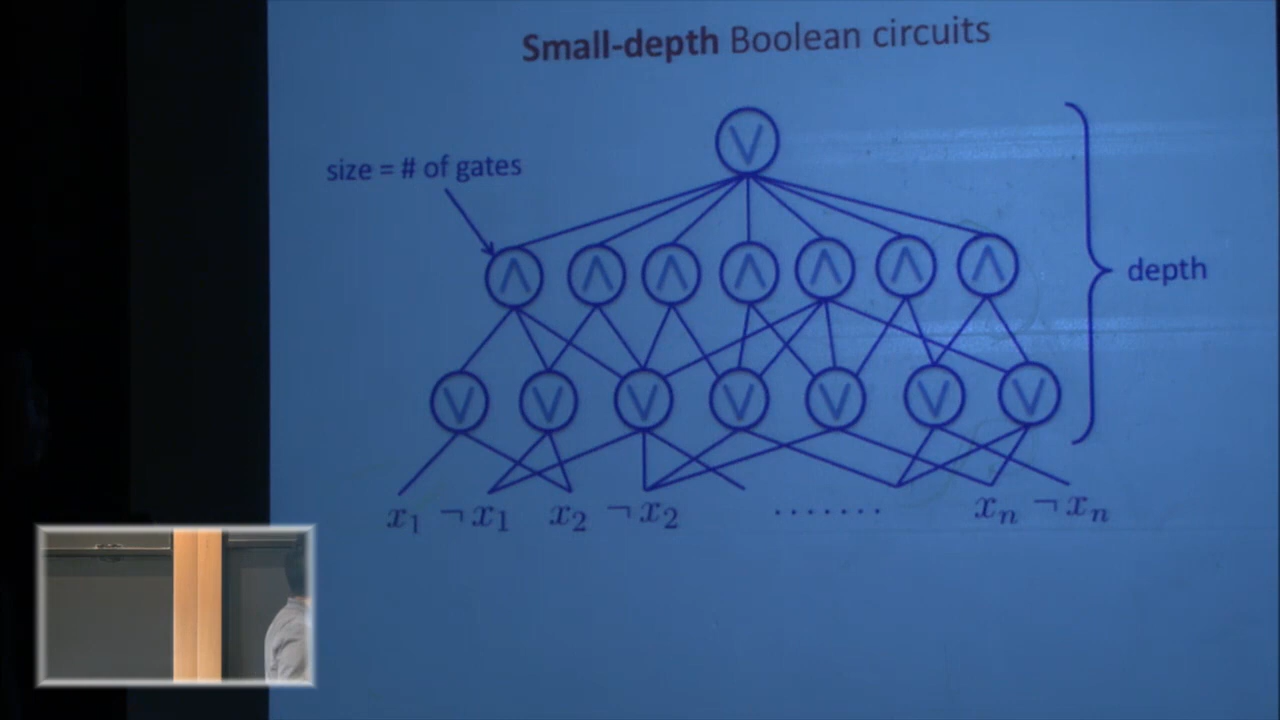 Small-depth Boolean circuits
size = # of gates
∨
∧ ∧ ∧ ∧ ∧ ∧ ∧
depth
∨ ∨ ∨ ∨ ∨ ∨ ∨
x₁ ¬x₁ x₂ ¬x₂ ....... xₙ ¬xₙ